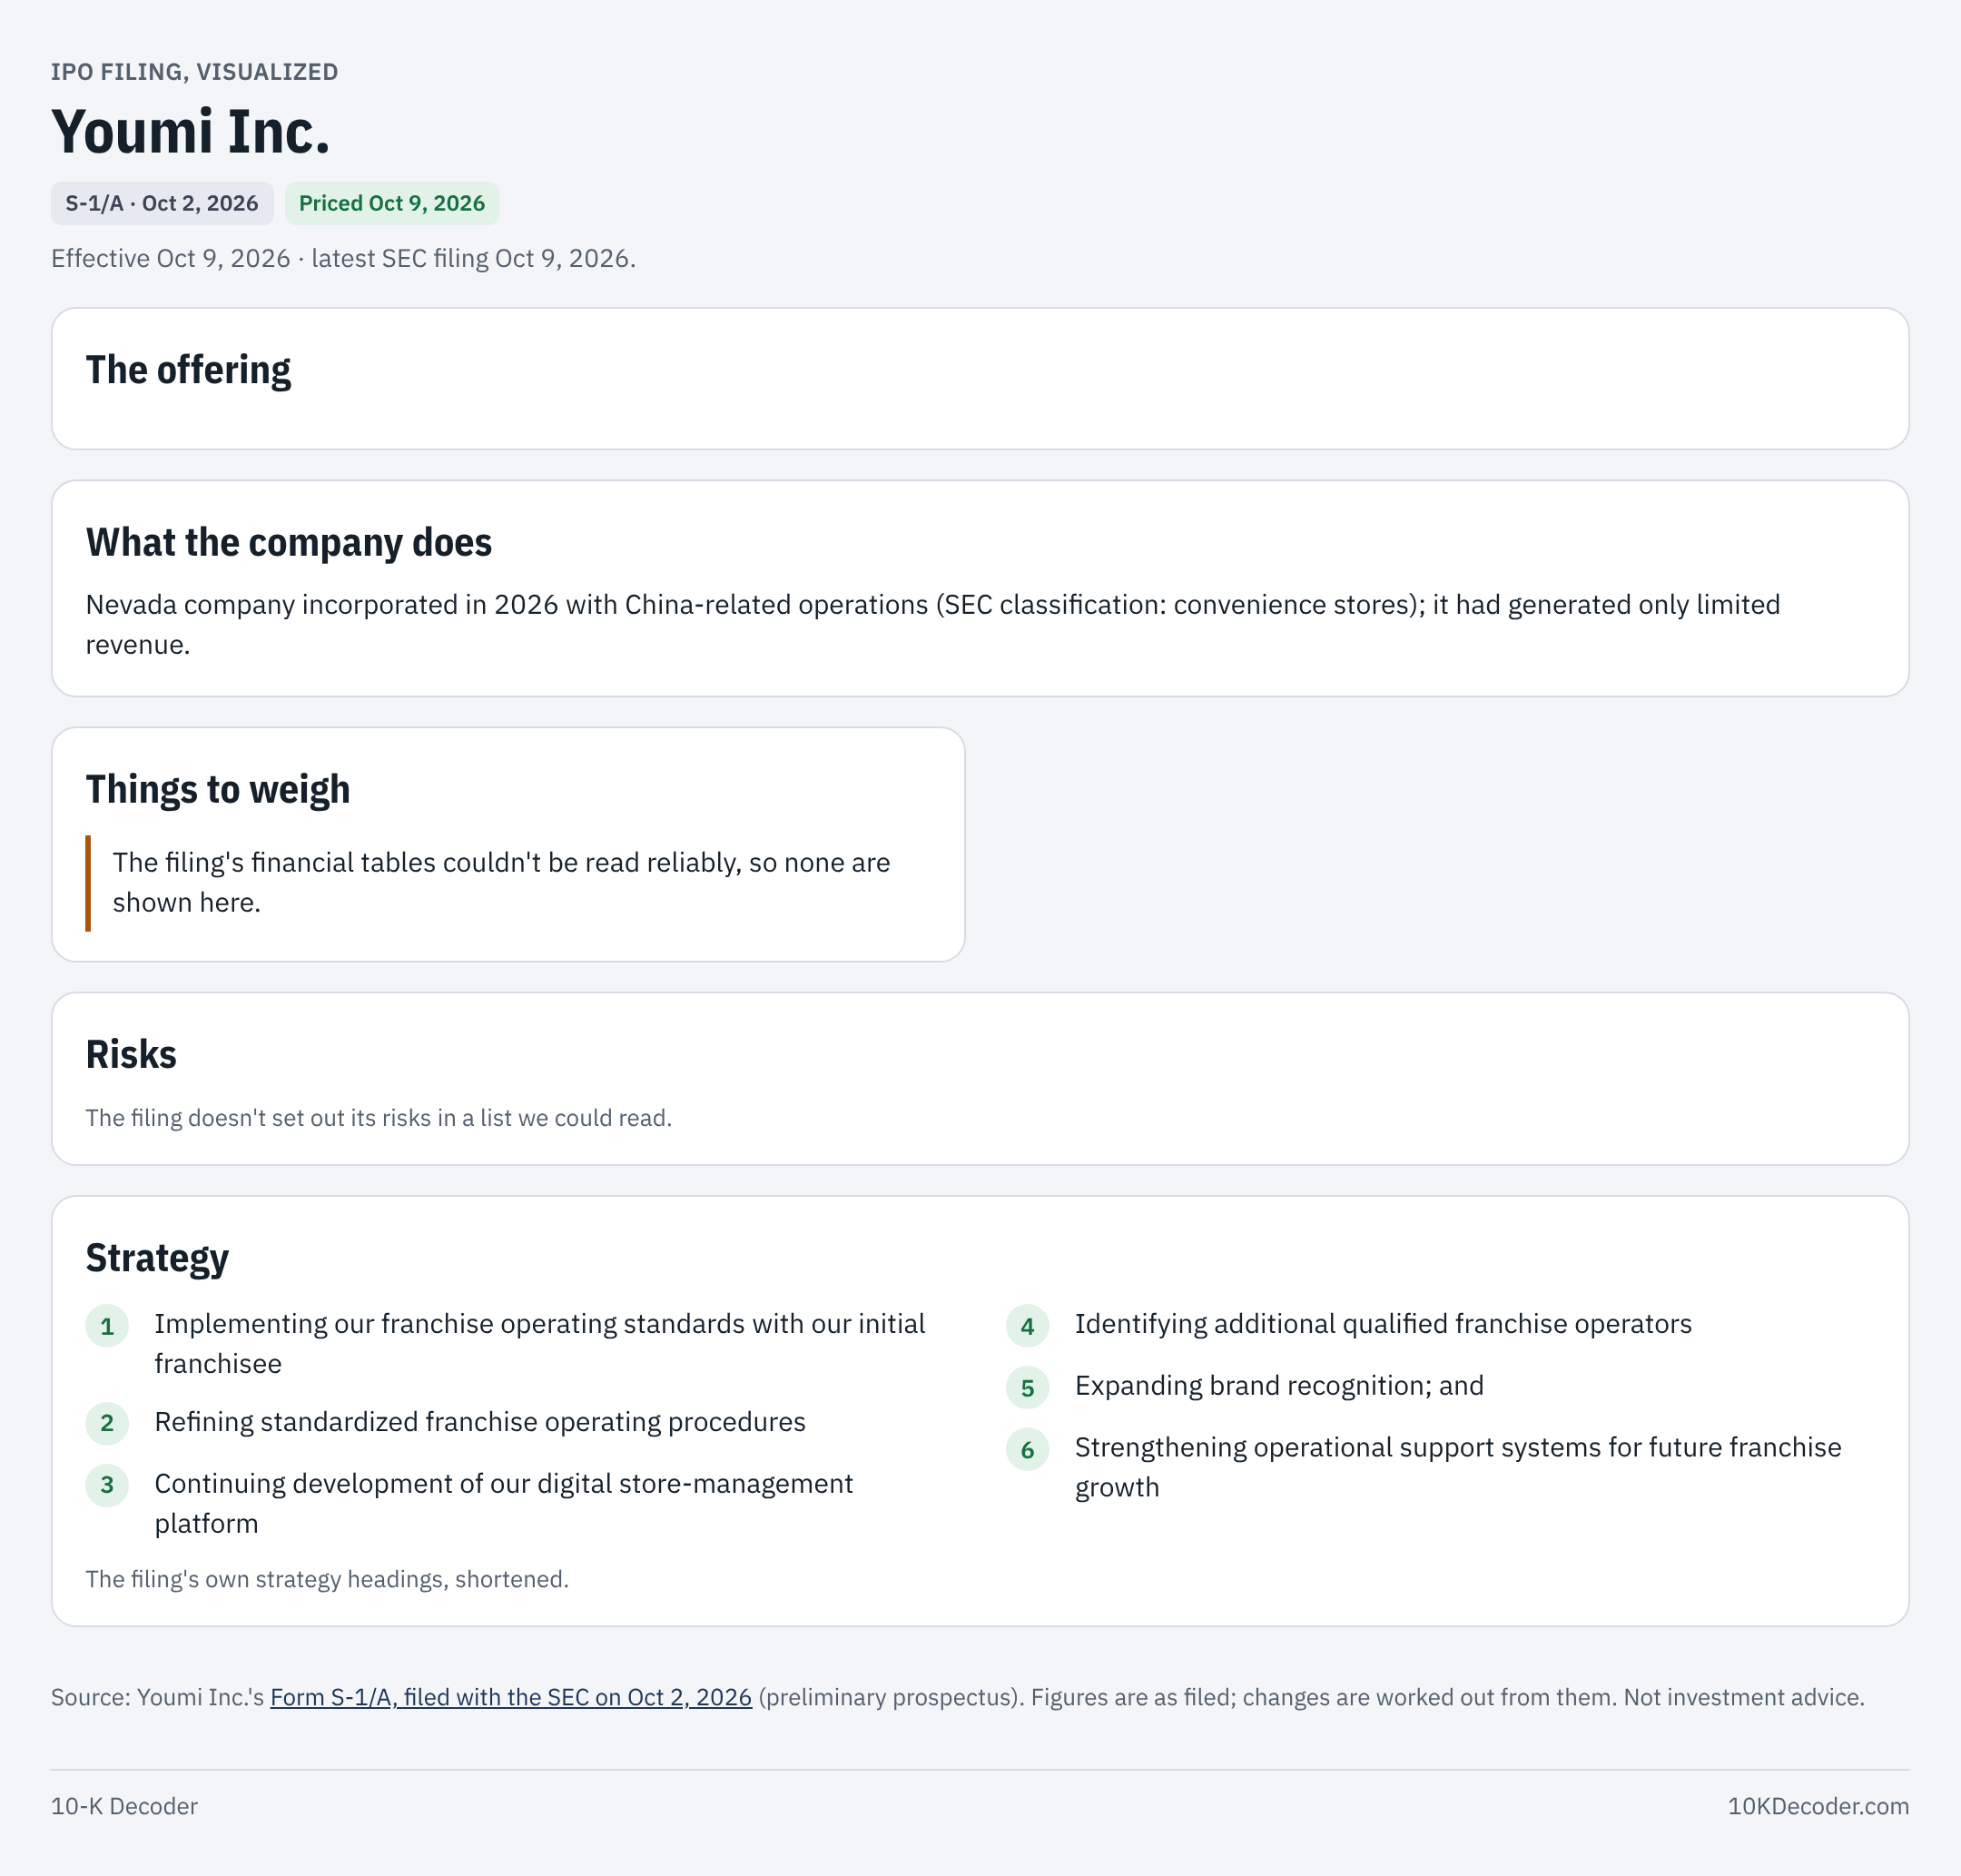 IPO FILING, VISUALIZED
Youmi Inc.
S-1/A · Oct 2, 2026
Priced Oct 9, 2026
Effective Oct 9, 2026 · latest SEC filing Oct 9, 2026.
The offering
What the company does
Nevada company incorporated in 2026 with China-related operations (SEC classification: convenience stores); it had generated only limited
revenue.
Things to weigh
The filing's financial tables couldn't be read reliably, so none are
shown here.
Risks
The filing doesn't set out its risks in a list we could read.
Strategy
1 Implementing our franchise operating standards with our initial
franchisee
2 Refining standardized franchise operating procedures
3 Continuing development of our digital store-management
platform
4 Identifying additional qualified franchise operators
5 Expanding brand recognition; and
6 Strengthening operational support systems for future franchise
growth
The filing's own strategy headings, shortened.
Source: Youmi Inc.'s Form S-1/A, filed with the SEC on Oct 2, 2026 (preliminary prospectus). Figures are as filed; changes are worked out from them. Not investment advice.
10-K Decoder
10KDecoder.com